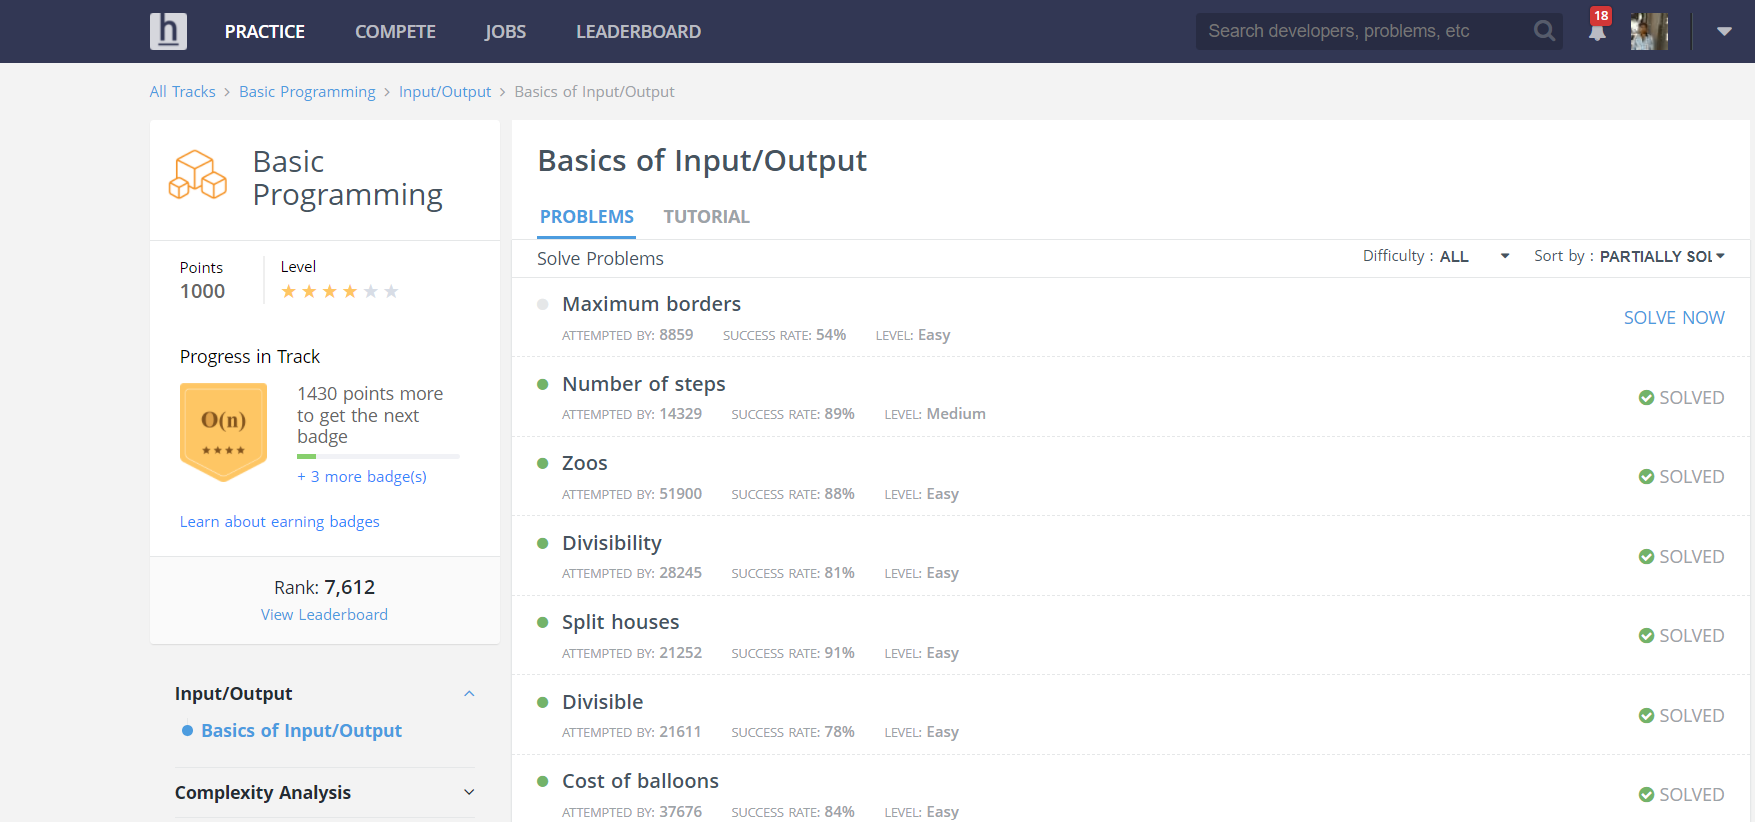 h PRACTICE COMPETE JOBS LEADERBOARD Search developers, problems, etc 18
All Tracks > Basic Programming > Input/Output > Basics of Input/Output
Basic
Programming
Points
1000
Level
Progress in Track
O(n)
1430 points more
to get the next
badge
+ 3 more badge(s)
Learn about earning badges
Rank: 7,612
View Leaderboard
Input/Output
Basics of Input/Output
Complexity Analysis
Basics of Input/Output
PROBLEMS TUTORIAL
Solve Problems Difficulty : ALL Sort by : PARTIALLY SOL
Maximum borders
ATTEMPTED BY: 8859 SUCCESS RATE: 54% LEVEL: Easy
SOLVE NOW
Number of steps
ATTEMPTED BY: 14329 SUCCESS RATE: 89% LEVEL: Medium
SOLVED
Zoos
ATTEMPTED BY: 51900 SUCCESS RATE: 88% LEVEL: Easy
SOLVED
Divisibility
ATTEMPTED BY: 28245 SUCCESS RATE: 81% LEVEL: Easy
SOLVED
Split houses
ATTEMPTED BY: 21252 SUCCESS RATE: 91% LEVEL: Easy
SOLVED
Divisible
ATTEMPTED BY: 21611 SUCCESS RATE: 78% LEVEL: Easy
SOLVED
Cost of balloons
ATTEMPTED BY: 37676 SUCCESS RATE: 84% LEVEL: Easy
SOLVED